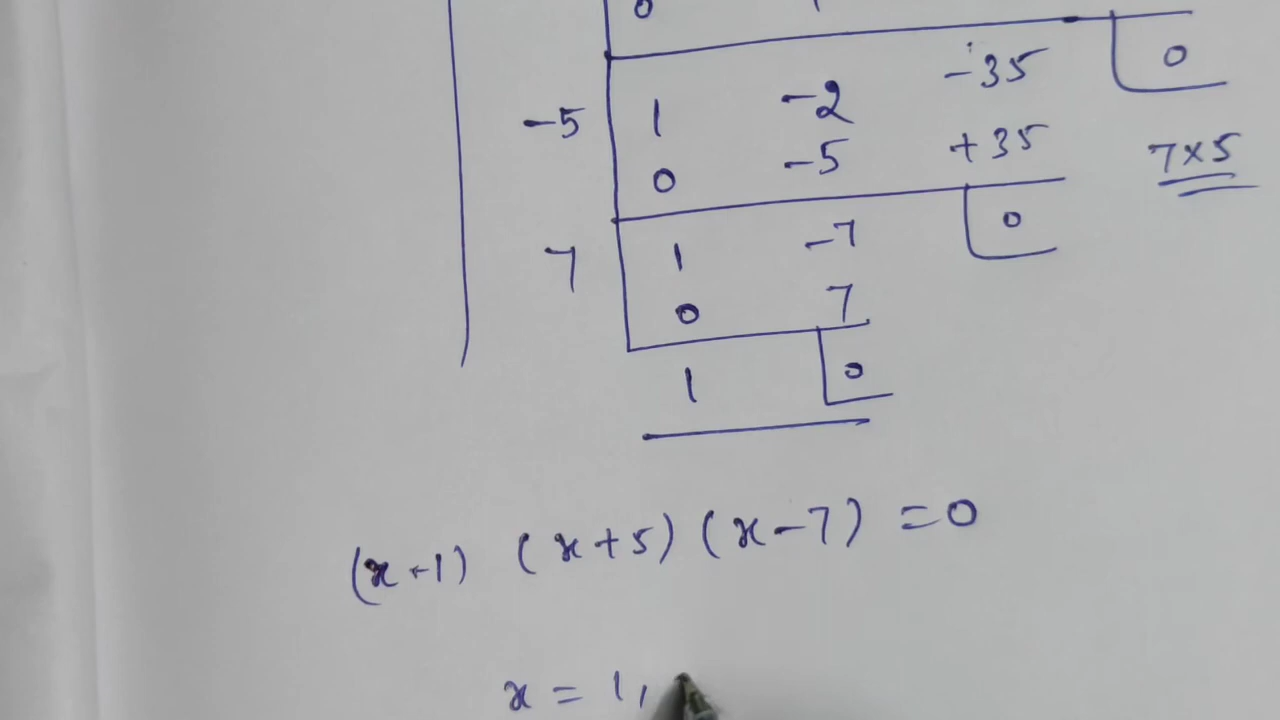 0
1 -2 -35 0
-5
0 -5 +35 7×5
1 -7 0
7
0 7
1 0
(x-1) (x+5) (x-7) =0
x = 1,